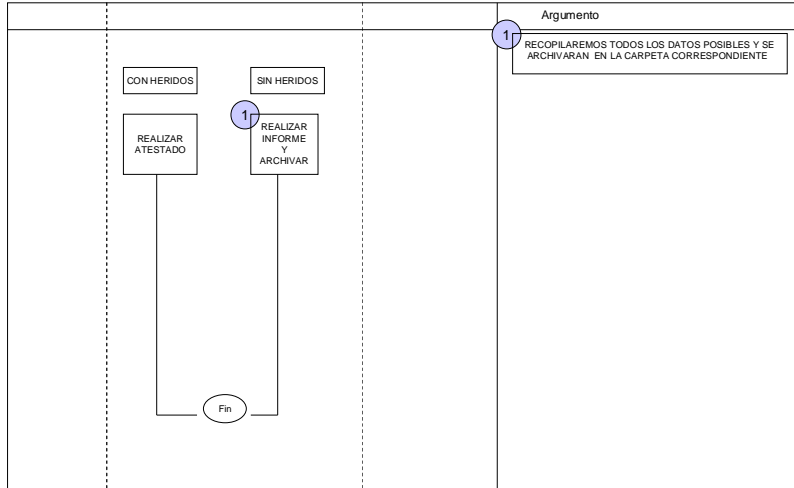 Argumento
1
RECOPILAREMOS TODOS LOS DATOS POSIBLES Y SE
ARCHIVARAN EN LA CARPETA CORRESPONDIENTE
CON HERIDOS
SIN HERIDOS
REALIZAR
ATESTADO
1
REALIZAR
INFORME
Y
ARCHIVAR
Fin